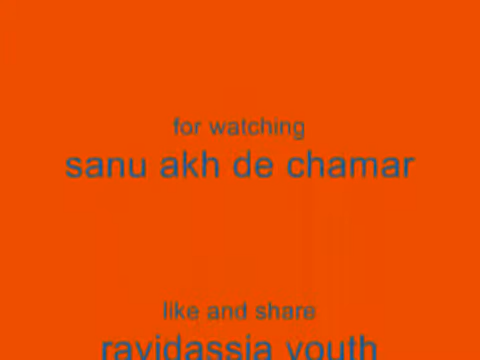 for watching
sanu akh de chamar
like and share
ravidassia youth